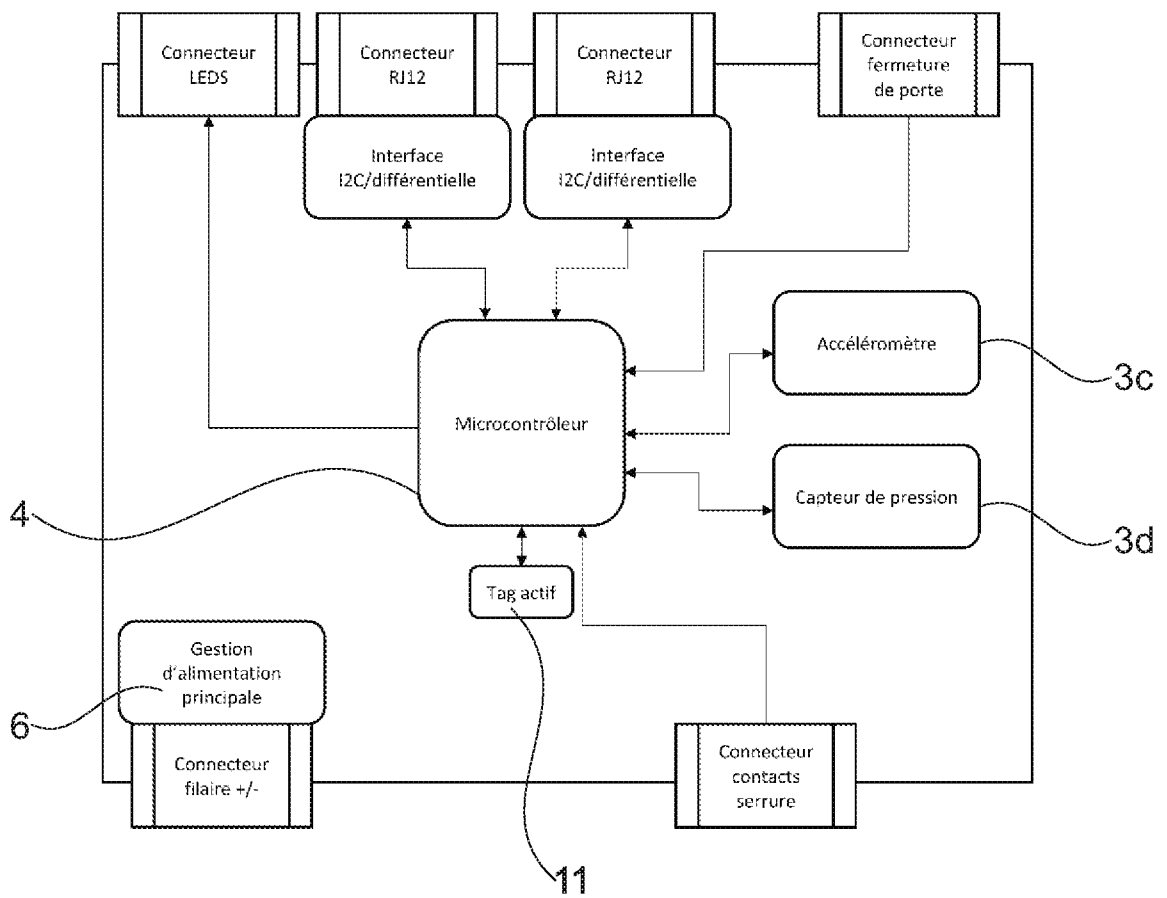 Connecteur
LEDS
Connecteur
RJ12
Connecteur
RJ12
Connecteur
fermeture
de porte
Interface
I2C/différentielle
Interface
I2C/différentielle
Accéléromètre
3c
Microcontrôleur
Capteur de pression
4
3d
Tag actif
Gestion
d'alimentation
principale
6
Connecteur
filaire +/-
Connecteur
contacts
serrure
11